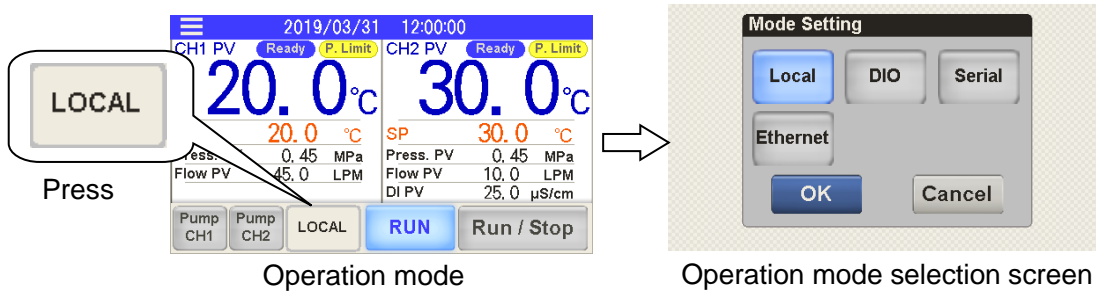 LOCAL
Press
2019/03/31 12:00:00
CH1 PV Ready P. Limit
20.0℃
20.0 ℃
0.45 MPa
Flow PV 45.0 LPM
CH2 PV Ready P. Limit
30.0℃
SP 30.0 ℃
Press. PV 0.45 MPa
Flow PV 10.0 LPM
DI PV 25.0 µS/cm
Pump
CH1
Pump
CH2
LOCAL
RUN
Run / Stop
Operation mode
Mode Setting
Local DIO Serial
Ethernet
OK Cancel
Operation mode selection screen